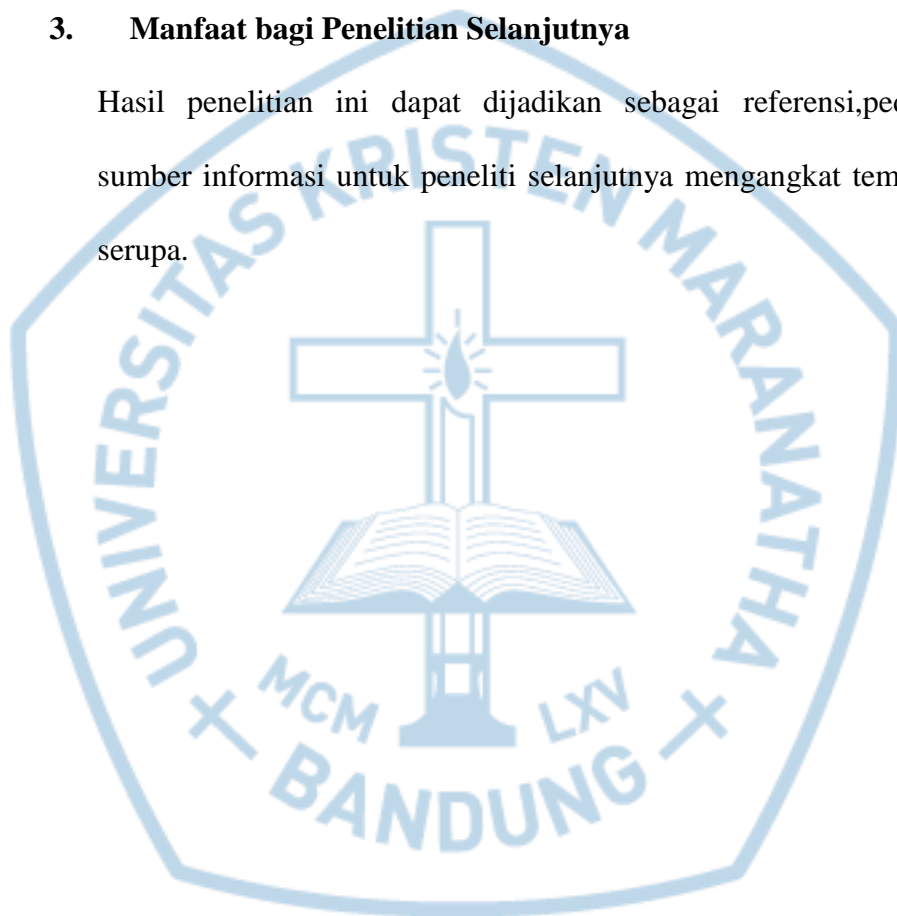 3. Manfaat bagi Penelitian Selanjutnya
Hasil penelitian ini dapat dijadikan sebagai referensi,
sumber informasi untuk peneliti selanjutnya mengangkat
serupa.
UNIVERSITAS KRISTEN MARANATHA
MCM LXV
BANDUNG